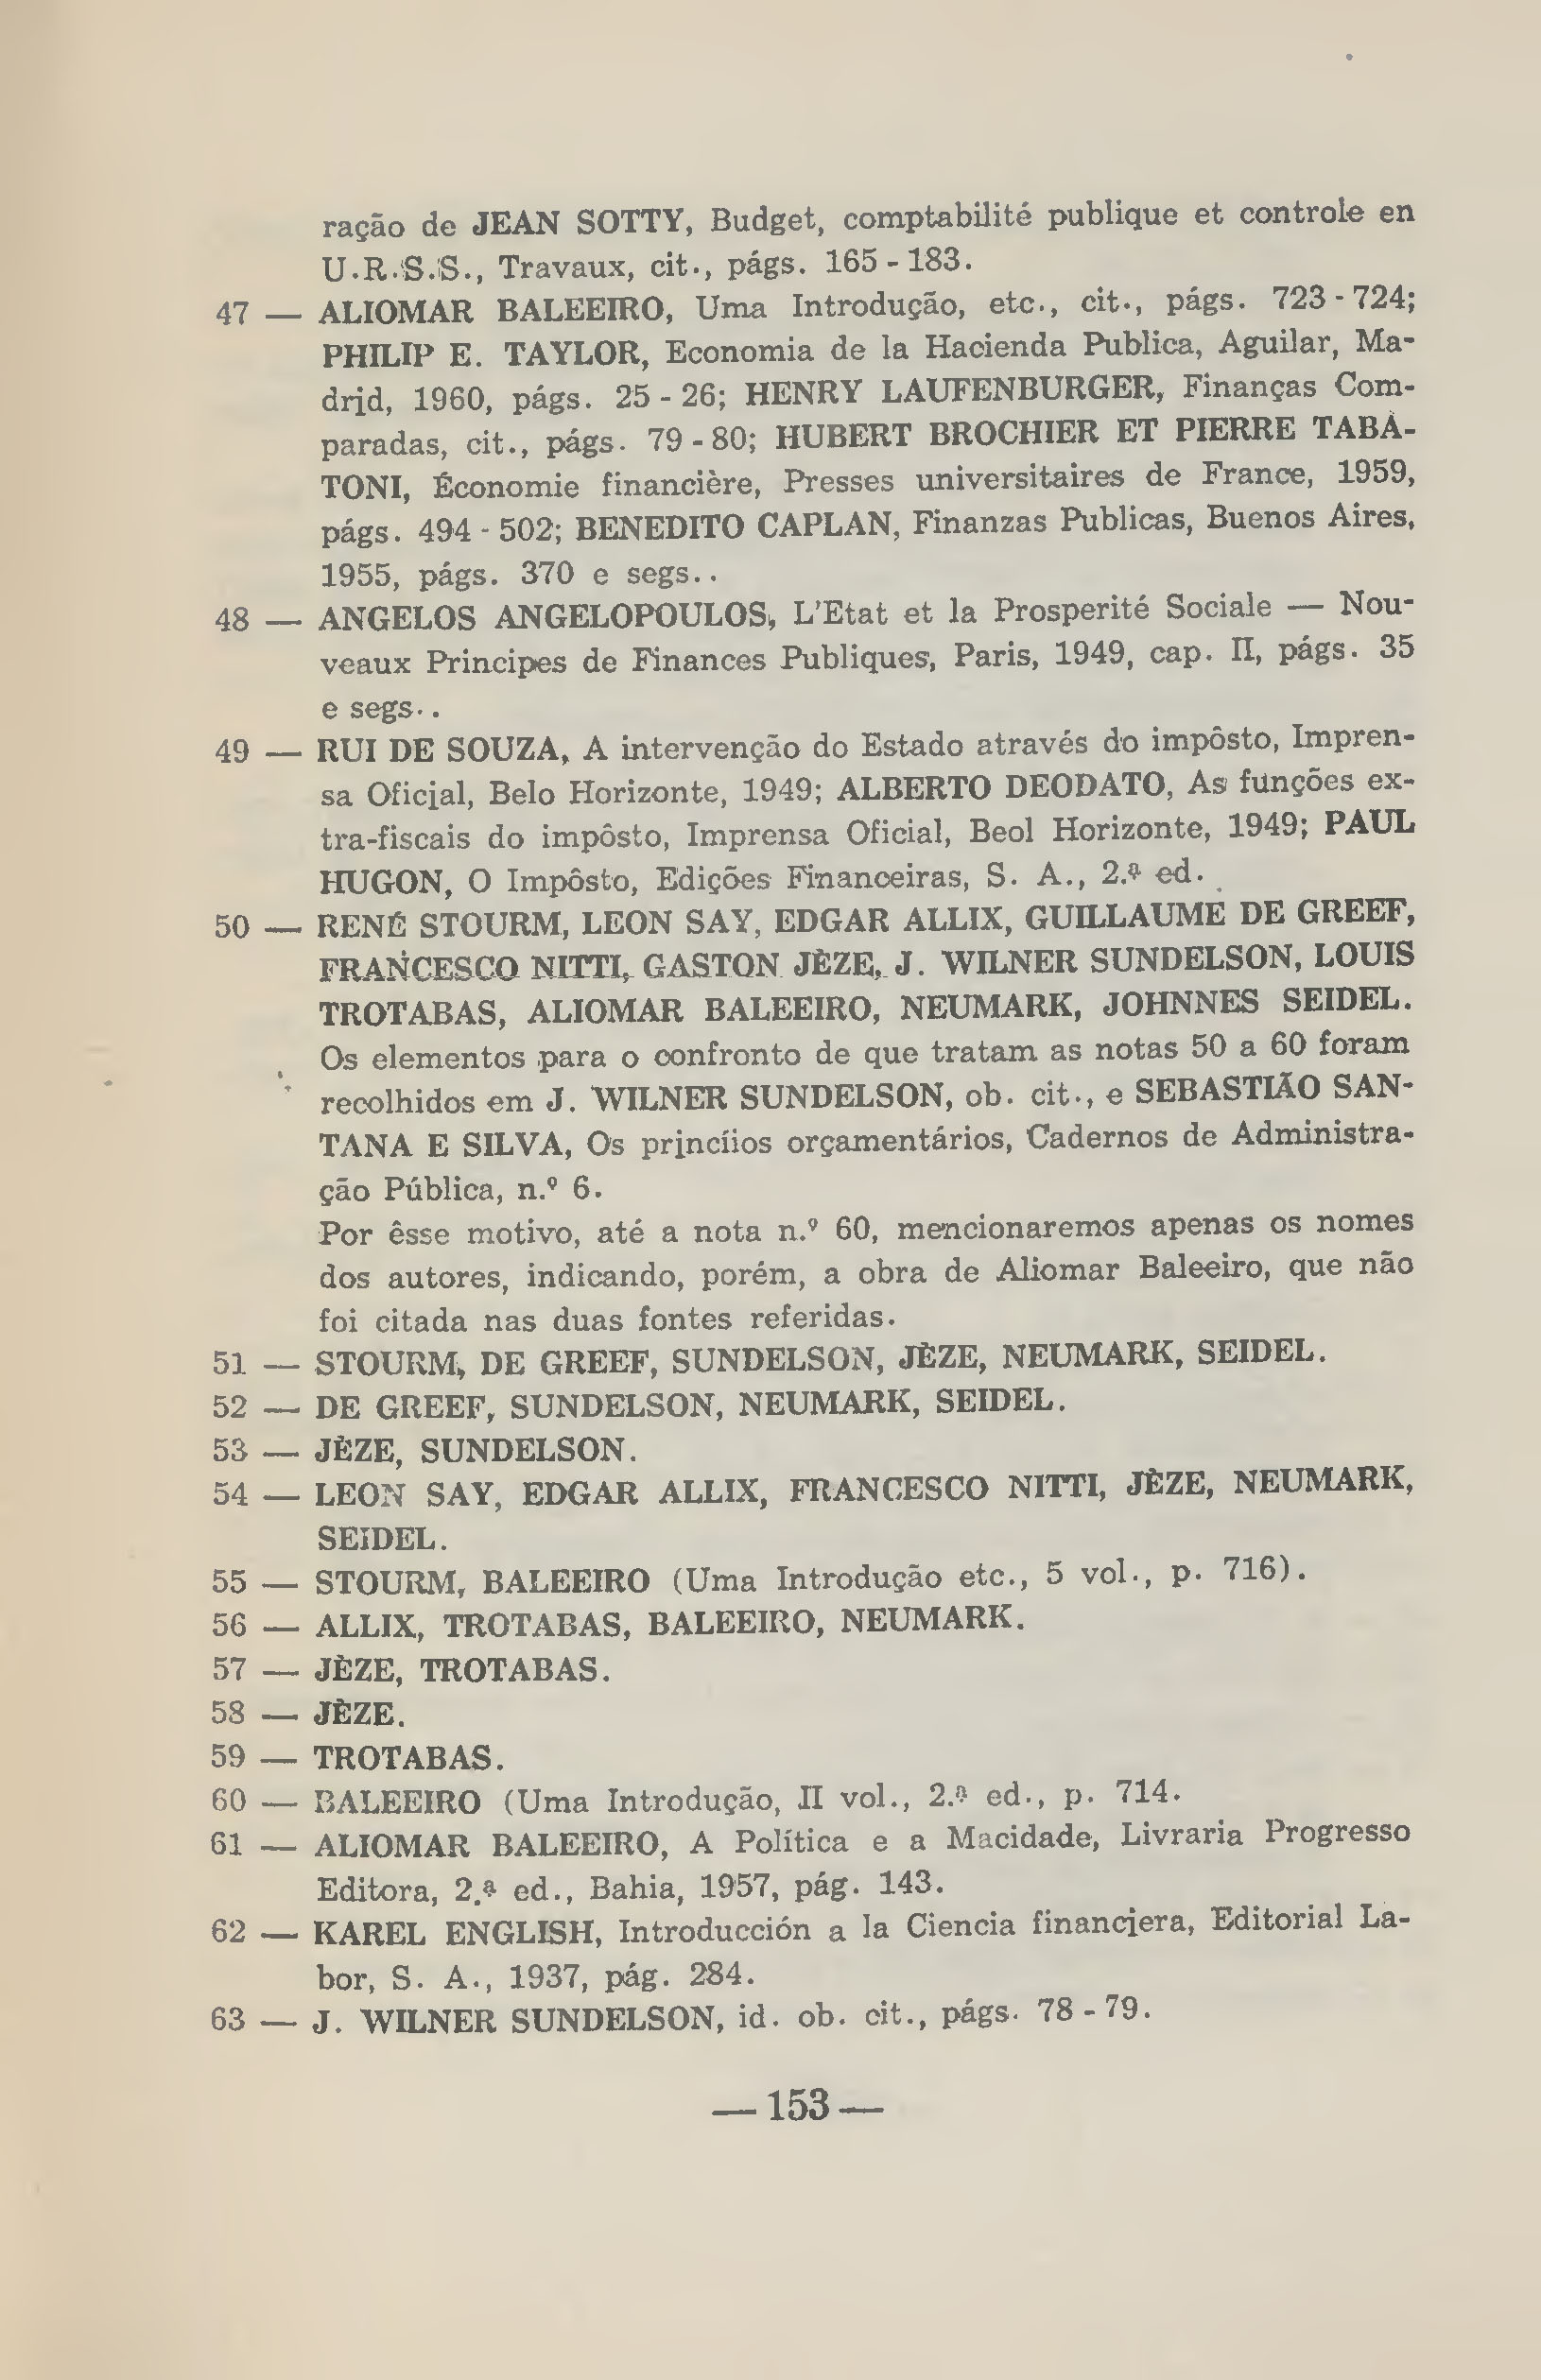 ração de JEAN SOTTY, Budget, comptabilité publique et controle en
U.R.S.S., Travaux, cit., págs. 165 - 183.
47 — ALIOMAR BALEEIRO, Uma Introdução, etc., cit., págs. 723 - 724;
PHILIP E. TAYLOR, Economia de la Hacienda Publica, Aguilar, Ma-
drid, 1960, págs. 25 - 26; HENRY LAUFENBURGER, Finanças Com-
paradas, cit., págs. 79 - 80; HUBERT BROCHIER ET PIERRE TABA-
TONI, Économie financière, Presses universitaires de France, 1959,
págs. 494 - 502; BENEDITO CAPLAN, Finanzas Publicas, Buenos Aires,
1955, págs. 370 e segs..
48 — ANGELOS ANGELOPOULOS, L'Etat et la Prosperité Sociale — Nou-
veaux Principes de Finances Publiques, Paris, 1949, cap. II, págs. 35
e segs..
49 — RUI DE SOUZA, A intervenção do Estado através do impôsto, Impren-
sa Oficial, Belo Horizonte, 1949; ALBERTO DEODATO, As funções ex-
tra-fiscais do impôsto, Imprensa Oficial, Beol Horizonte, 1949; PAUL
HUGON, O Impôsto, Edições Financeiras, S. A., 2.ª ed.
50 — RENÉ STOURM, LEON SAY, EDGAR ALLIX, GUILLAUME DE GREEF,
FRANCESCO NITTI, GASTON JÈZE, J. WILNER SUNDELSON, LOUIS
TROTABAS, ALIOMAR BALEEIRO, NEUMARK, JOHNNES SEIDEL.
Os elementos para o confronto de que tratam as notas 50 a 60 foram
recolhidos em J. WILNER SUNDELSON, ob. cit., e SEBASTIÃO SAN-
TANA E SILVA, Os princíios orçamentários, Cadernos de Administra-
ção Pública, n.º 6.
Por êsse motivo, até a nota n.º 60, mencionaremos apenas os nomes
dos autores, indicando, porém, a obra de Aliomar Baleeiro, que não
foi citada nas duas fontes referidas.
51 — STOURM, DE GREEF, SUNDELSON, JÈZE, NEUMARK, SEIDEL.
52 — DE GREEF, SUNDELSON, NEUMARK, SEIDEL.
53 — JÈZE, SUNDELSON.
54 — LEON SAY, EDGAR ALLIX, FRANCESCO NITTI, JÈZE, NEUMARK,
SEIDEL.
55 — STOURM, BALEEIRO (Uma Introdução etc., 5 vol., p. 716).
56 — ALLIX, TROTABAS, BALEEIRO, NEUMARK.
57 — JÈZE, TROTABAS.
58 — JÈZE.
59 — TROTABAS.
60 — BALEEIRO (Uma Introdução, II vol., 2.ª ed., p. 714.
61 — ALIOMAR BALEEIRO, A Política e a Macidade, Livraria Progresso
Editora, 2.ª ed., Bahia, 1957, pág. 143.
62 — KAREL ENGLISH, Introducción a la Ciencia financiera, Editorial La-
bor, S. A., 1937, pág. 284.
63 — J. WILNER SUNDELSON, id. ob. cit., págs. 78 - 79.
— 153 —